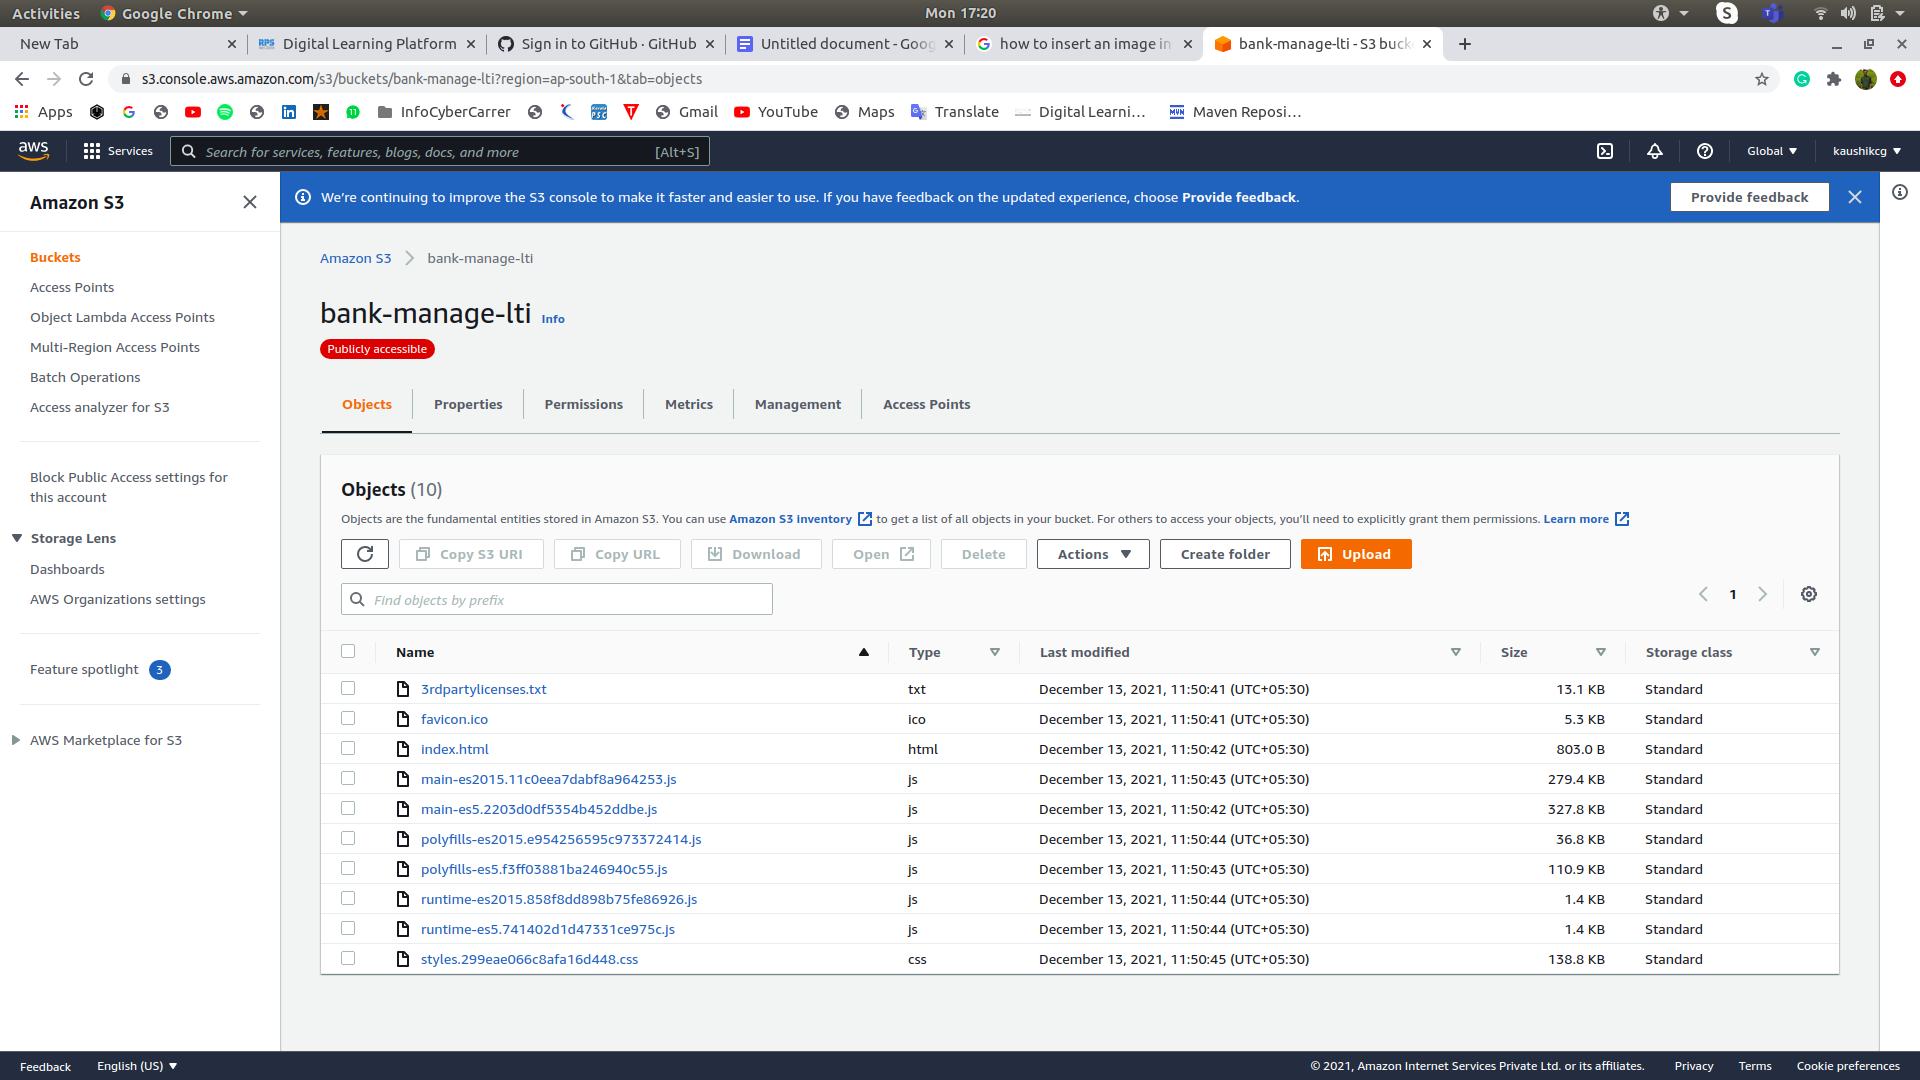 Activities Google Chrome Mon 17:20
New Tab Digital Learning Platform Sign in to GitHub · GitHub Untitled document - Goog how to insert an image in bank-manage-lti - S3 buck
s3.console.aws.amazon.com/s3/buckets/bank-manage-lti?region=ap-south-1&tab=objects
Apps InfoCyberCarrer Gmail YouTube Maps Translate Digital Learni… Maven Reposi…
aws Services Search for services, features, blogs, docs, and more [Alt+S] Global kaushikcg
Amazon S3
We're continuing to improve the S3 console to make it faster and easier to use. If you have feedback on the updated experience, choose Provide feedback. Provide feedback
Buckets
Access Points
Object Lambda Access Points
Multi-Region Access Points
Batch Operations
Access analyzer for S3
Block Public Access settings for
this account
Storage Lens
Dashboards
AWS Organizations settings
Feature spotlight 3
AWS Marketplace for S3
Amazon S3 bank-manage-lti
bank-manage-lti Info
Publicly accessible
Objects Properties Permissions Metrics Management Access Points
Objects (10)
Objects are the fundamental entities stored in Amazon S3. You can use Amazon S3 inventory to get a list of all objects in your bucket. For others to access your objects, you'll need to explicitly grant them permissions. Learn more
Copy S3 URI Copy URL Download Open Delete Actions Create folder Upload
Find objects by prefix 1
Name Type Last modified Size Storage class
3rdpartylicenses.txt txt December 13, 2021, 11:50:41 (UTC+05:30) 13.1 KB Standard
favicon.ico ico December 13, 2021, 11:50:41 (UTC+05:30) 5.3 KB Standard
index.html html December 13, 2021, 11:50:42 (UTC+05:30) 803.0 B Standard
main-es2015.11c0eea7dabf8a964253.js js December 13, 2021, 11:50:43 (UTC+05:30) 279.4 KB Standard
main-es5.2203d0df5354b452ddbe.js js December 13, 2021, 11:50:42 (UTC+05:30) 327.8 KB Standard
polyfills-es2015.e954256595c973372414.js js December 13, 2021, 11:50:44 (UTC+05:30) 36.8 KB Standard
polyfills-es5.f3ff03881ba246940c55.js js December 13, 2021, 11:50:43 (UTC+05:30) 110.9 KB Standard
runtime-es2015.858f8dd898b75fe86926.js js December 13, 2021, 11:50:44 (UTC+05:30) 1.4 KB Standard
runtime-es5.741402d1d47331ce975c.js js December 13, 2021, 11:50:44 (UTC+05:30) 1.4 KB Standard
styles.299eae066c8afa16d448.css css December 13, 2021, 11:50:45 (UTC+05:30) 138.8 KB Standard
Feedback English (US) © 2021, Amazon Internet Services Private Ltd. or its affiliates. Privacy Terms Cookie preferences